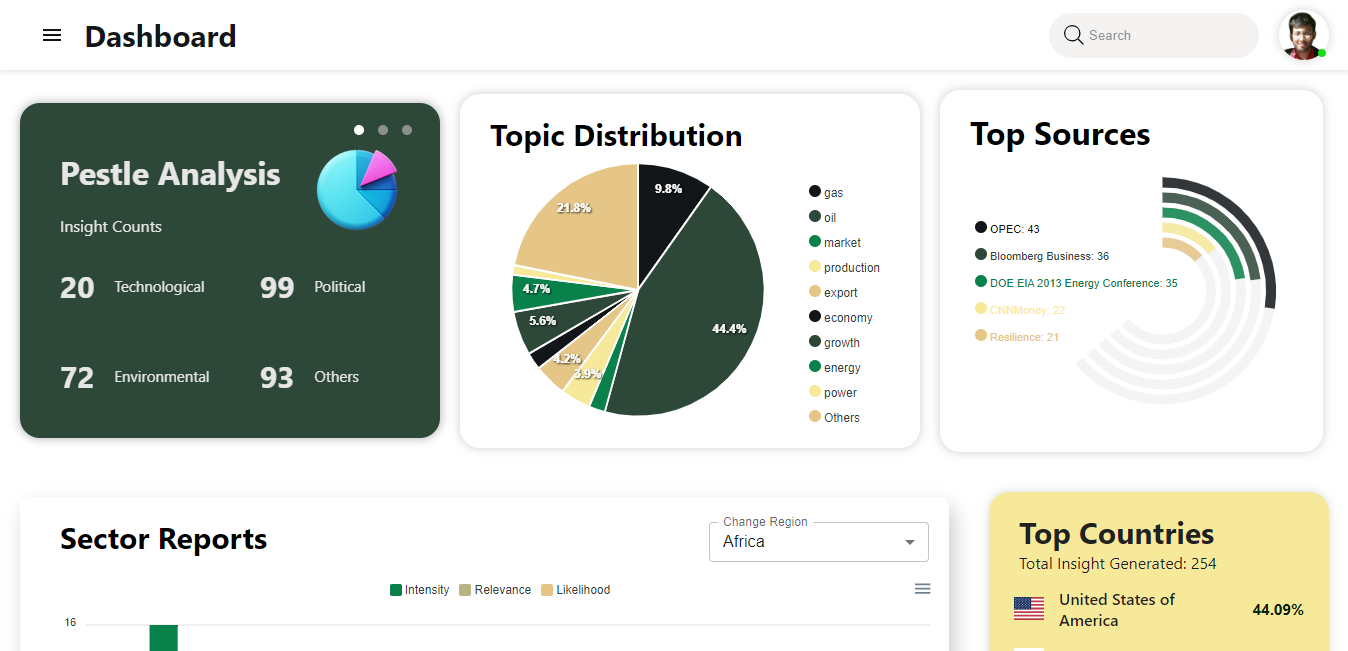 Dashboard
Search
Pestle Analysis
Insight Counts
20 Technological 99 Political
72 Environmental 93 Others
Topic Distribution
9.8%
21.8%
4.7%
5.6%
4.2%
3.9%
44.4%
gas
oil
market
production
export
economy
growth
energy
power
Others
Top Sources
OPEC: 43
Bloomberg Business: 36
DOE EIA 2013 Energy Conference: 35
CNNMoney: 22
Resilience: 21
Sector Reports
Change Region
Africa
Intensity Relevance Likelihood
16
Top Countries
Total Insight Generated: 254
United States of
America
44.09%